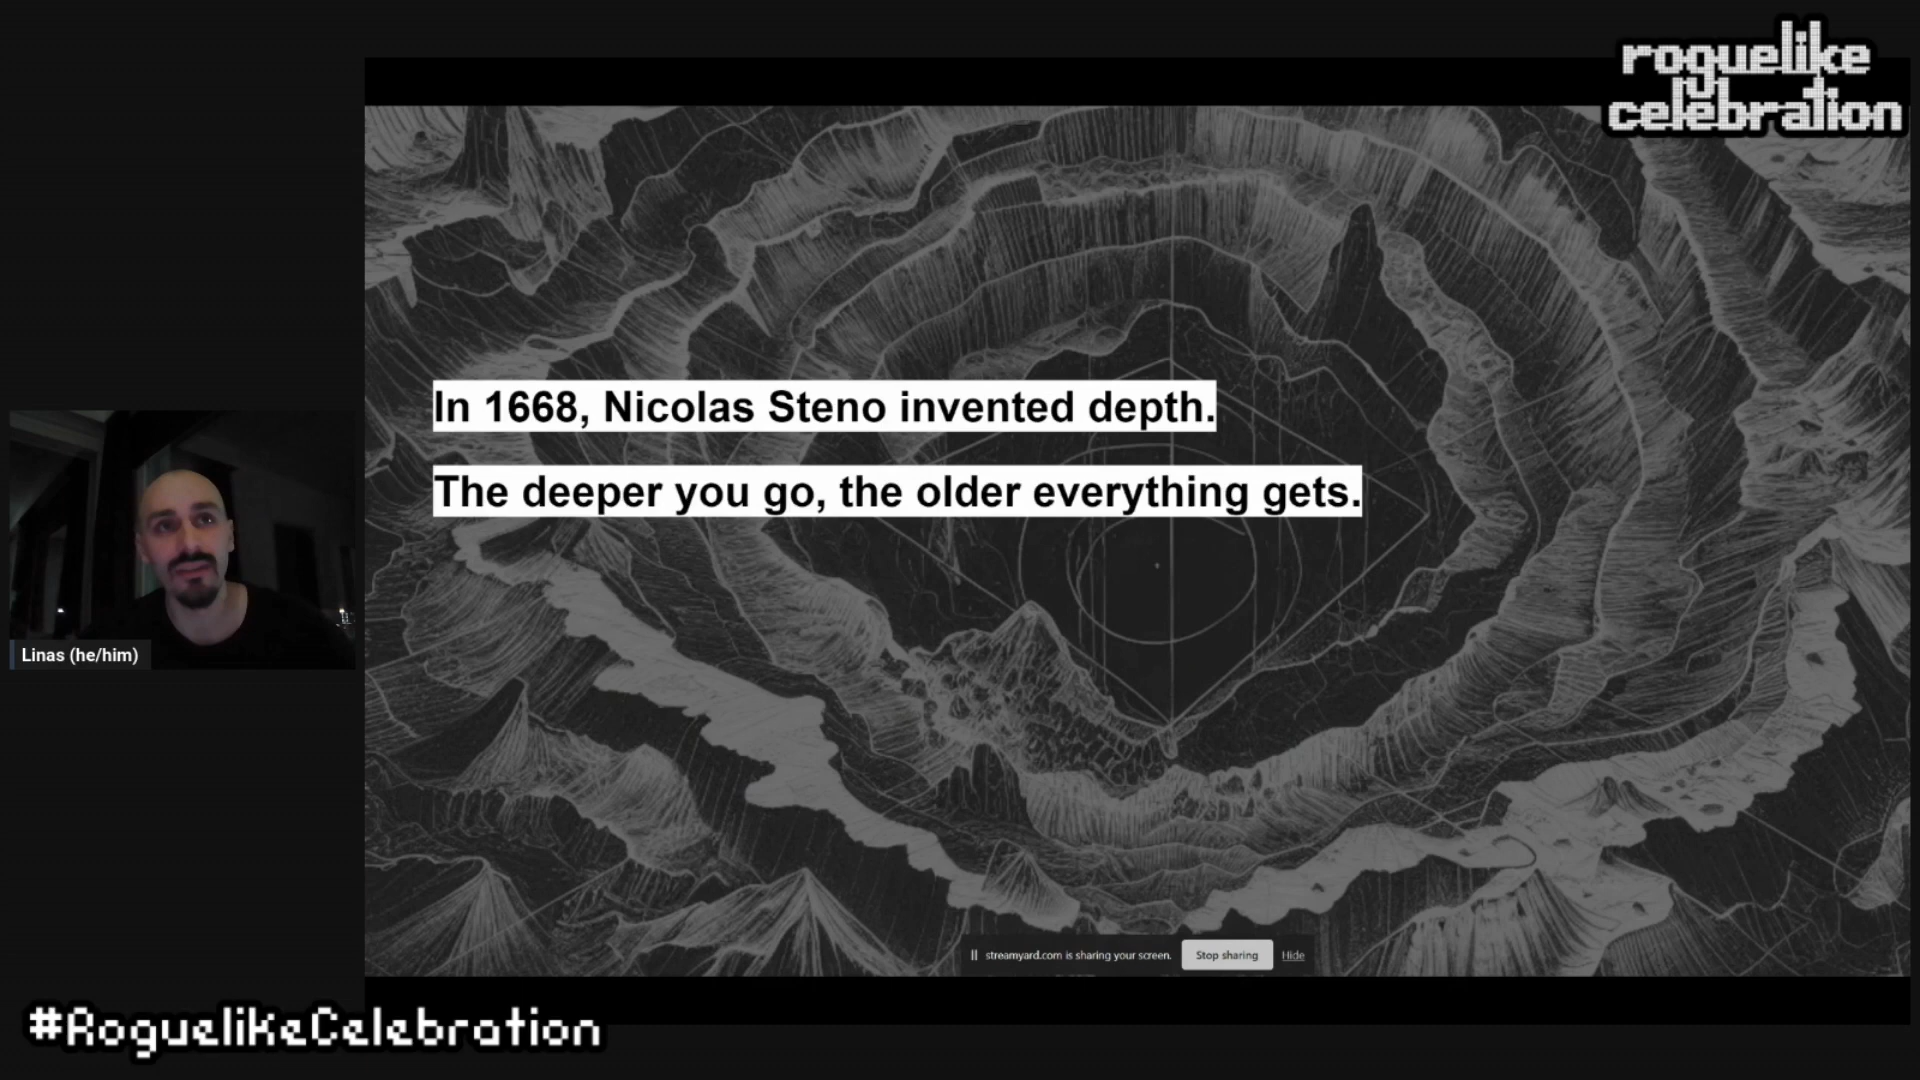 roguelike
celebration
In 1668, Nicolas Steno invented depth.
The deeper you go, the older everything gets.
Linas (he/him)
streamyard.com is sharing your screen.
Stop sharing
Hide
#RoguelikeCelebration